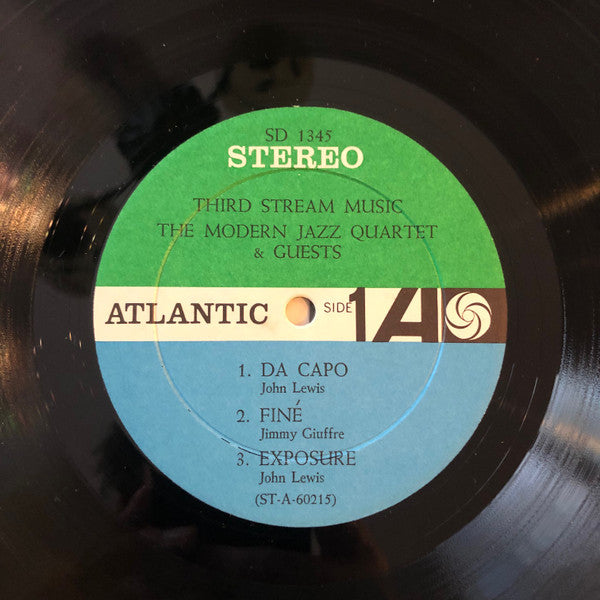 SD 1345
STEREO
THIRD STREAM MUSIC
THE MODERN JAZZ QUARTET
& GUESTS
ATLANTIC SIDE 1 A
1. DA CAPO
John Lewis
2. FINÉ
Jimmy Giuffre
3. EXPOSURE
John Lewis
(ST-A-60215)